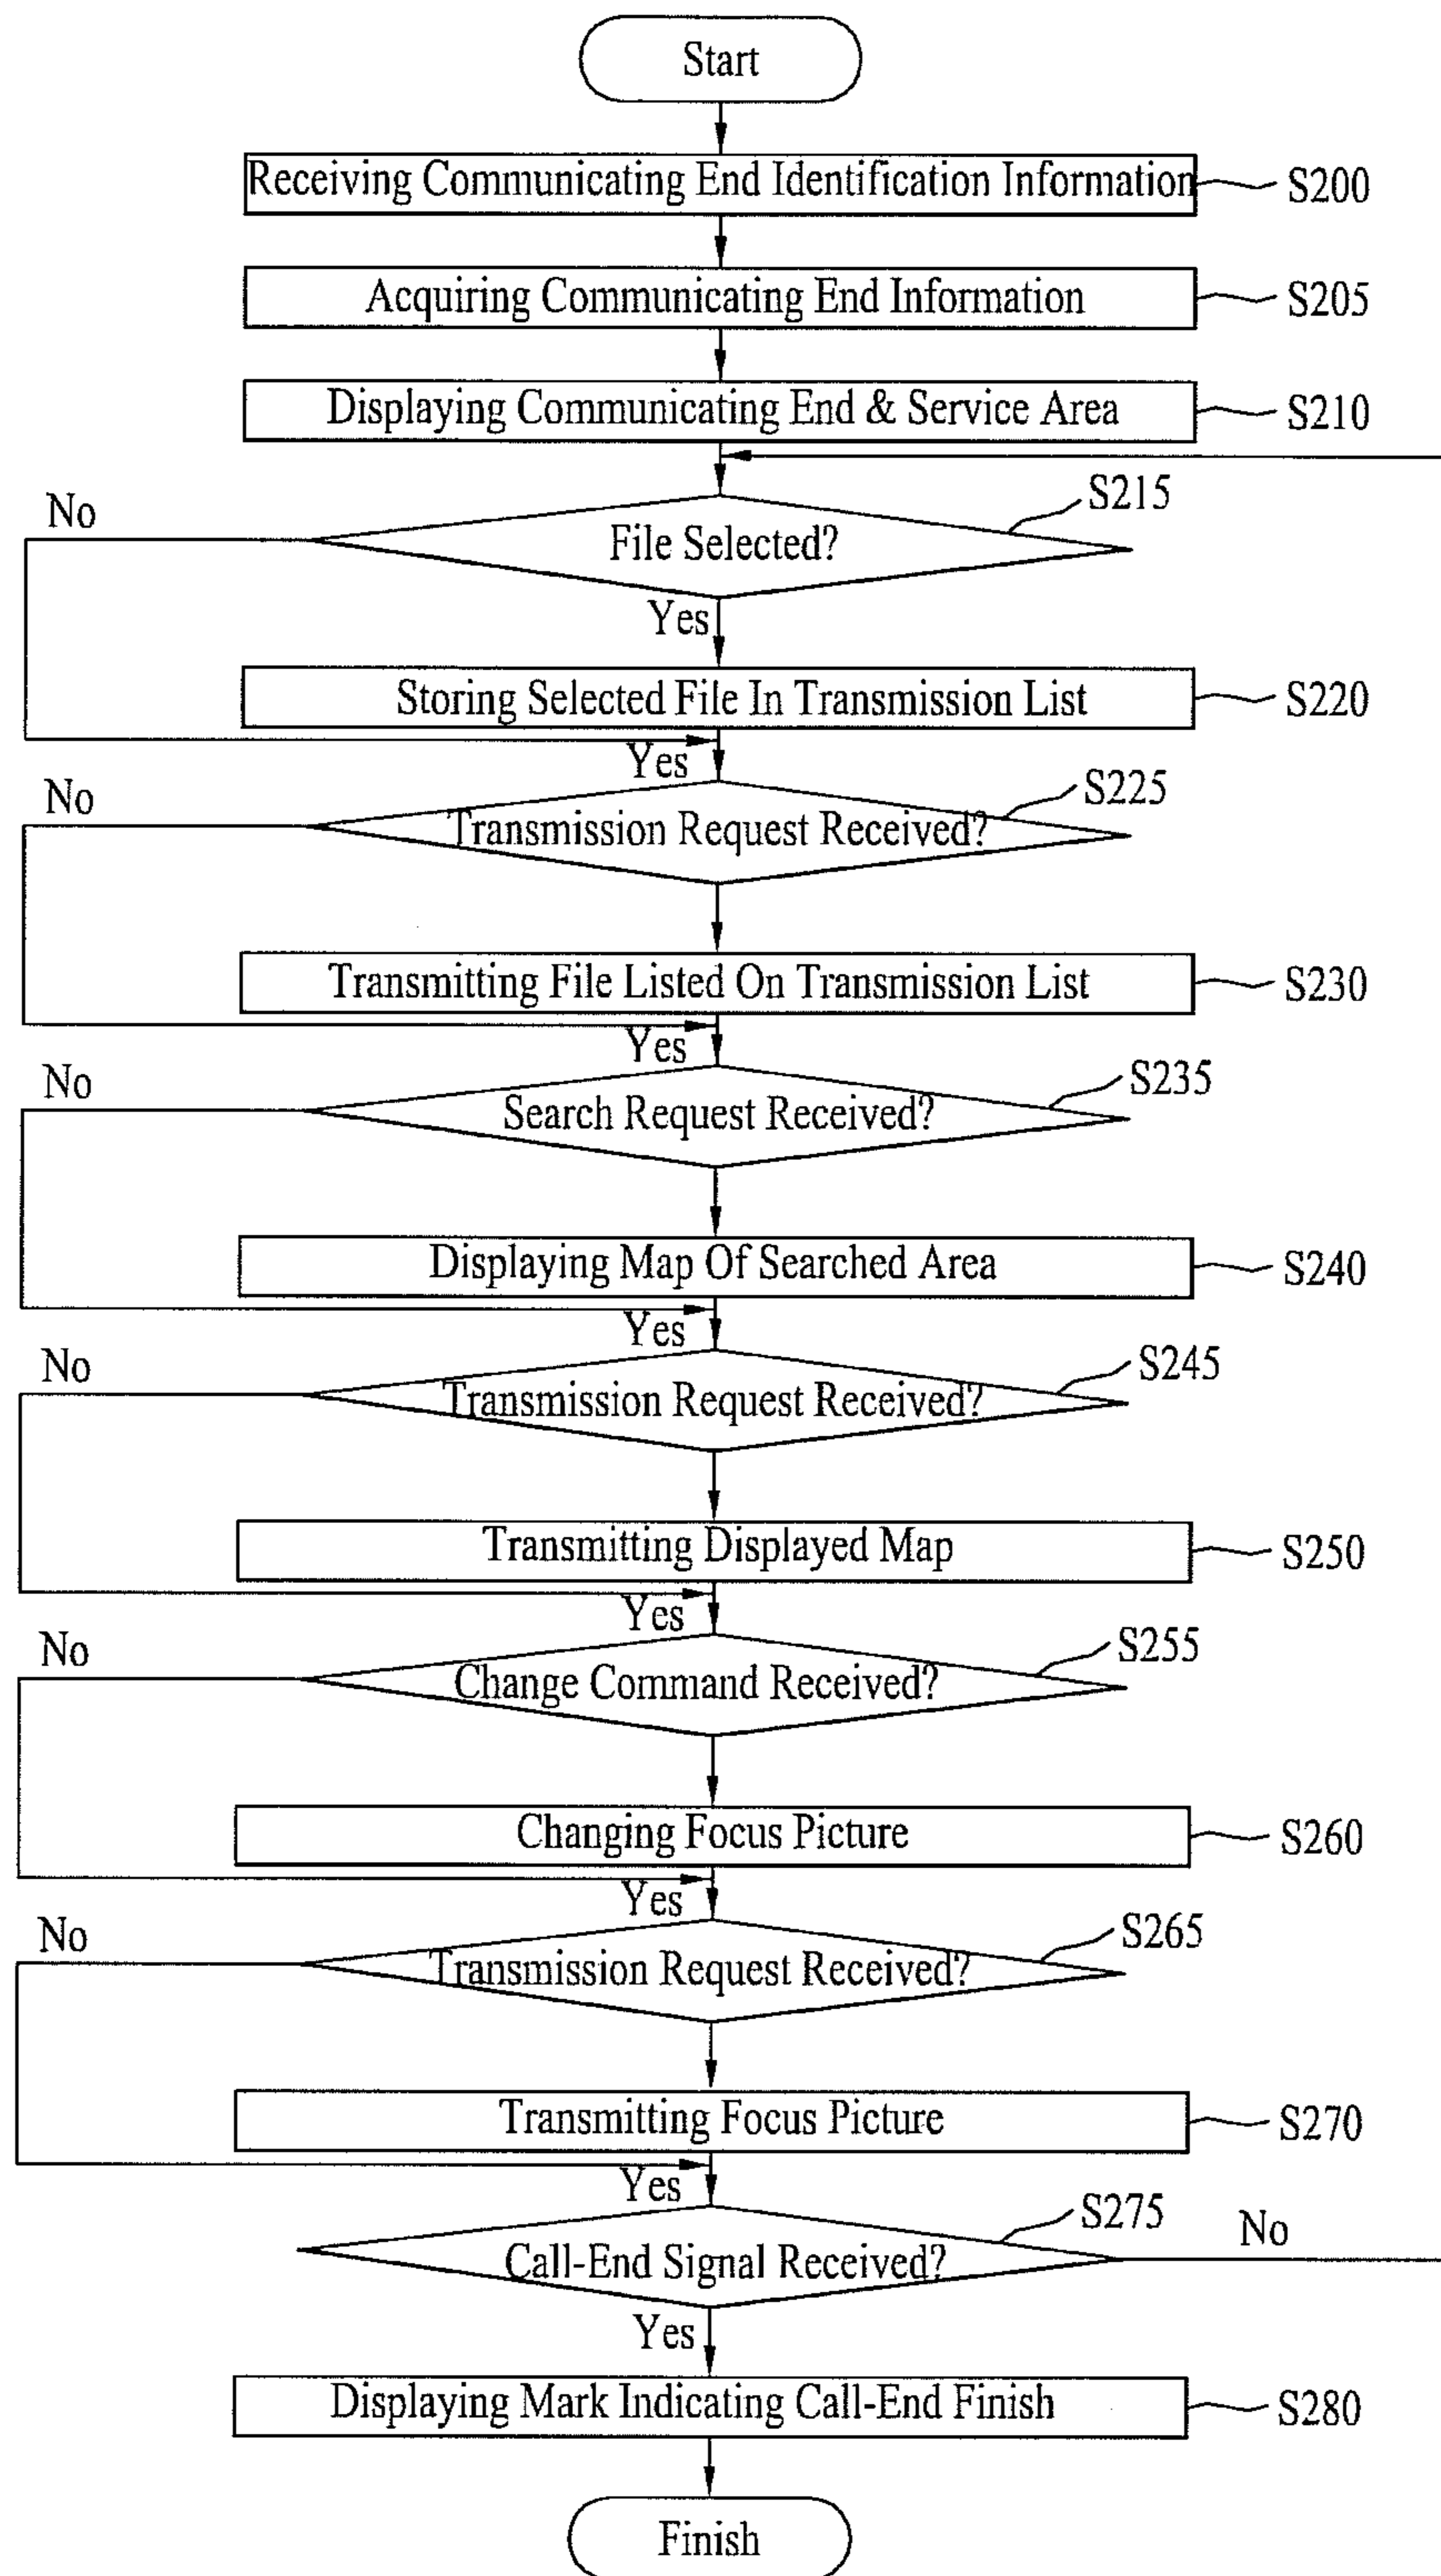 Start
Receiving Communicating End Identification Information
S200
Acquiring Communicating End Information
S205
Displaying Communicating End & Service Area
S210
No
File Selected?
S215
Yes
Storing Selected File In Transmission List
S220
Yes
No
Transmission Request Received?
S225
Transmitting File Listed On Transmission List
S230
Yes
No
Search Request Received?
S235
Displaying Map Of Searched Area
S240
Yes
No
Transmission Request Received?
S245
Transmitting Displayed Map
S250
Yes
No
Change Command Received?
S255
Changing Focus Picture
S260
Yes
No
Transmission Request Received?
S265
Transmitting Focus Picture
S270
Yes
Call-End Signal Received?
S275
No
Yes
Displaying Mark Indicating Call-End Finish
S280
Finish